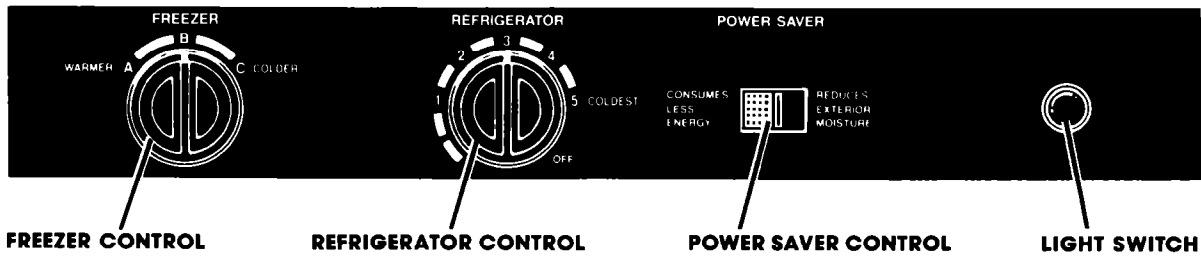 FREEZER
REFRIGERATOR
POWER SAVER
WARMER A B C COLDER
1 2 3 4 5 COLDEST
OFF
CONSUMES
LESS
ENERGY
REDUCES
EXTERIOR
MOISTURE
FREEZER CONTROL
REFRIGERATOR CONTROL
POWER SAVER CONTROL
LIGHT SWITCH